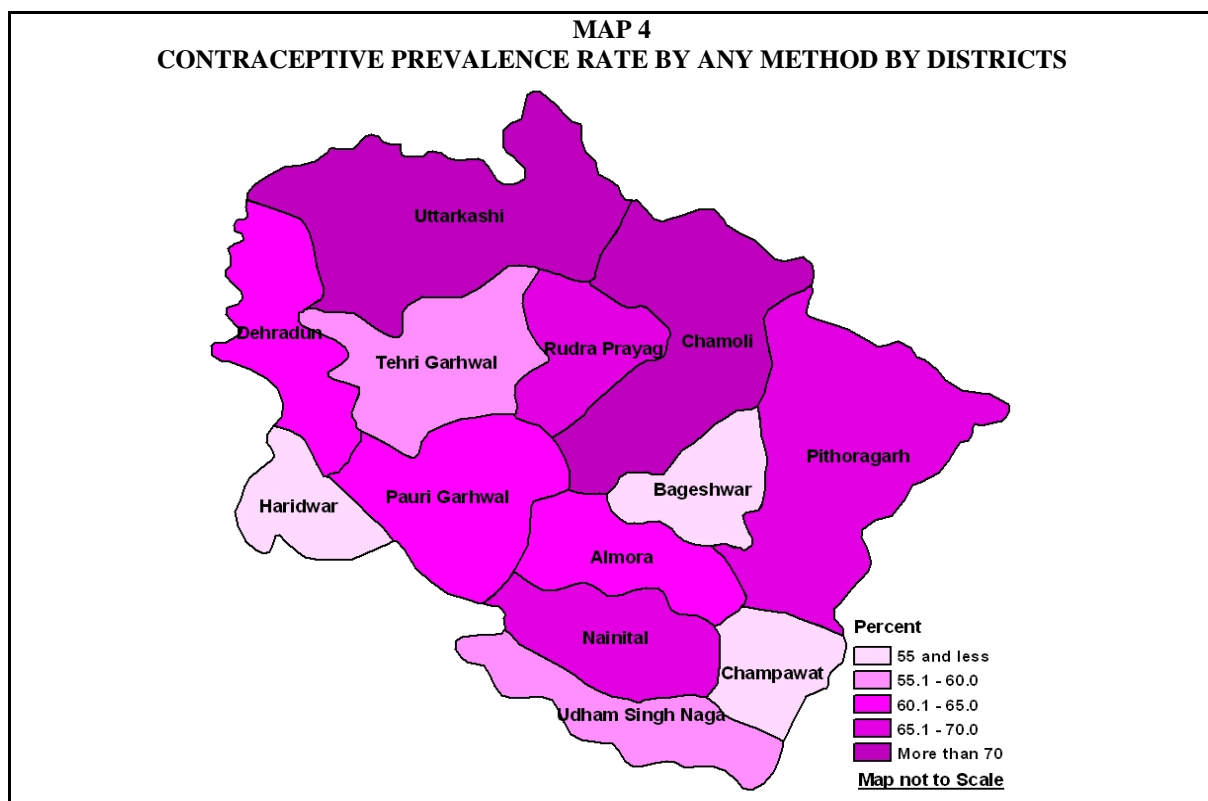 MAP 4
CONTRACEPTIVE PREVALENCE RATE BY ANY METHOD BY DISTRICTS
Uttarkashi
Dehradun
Tehri Garhwal
Rudra Prayag
Chamoli
Pithoragarh
Haridwar
Pauri Garhwal
Bageshwar
Almora
Nainital
Champawat
Udham Singh Naga
Percent
55 and less
55.1 - 60.0
60.1 - 65.0
65.1 - 70.0
More than 70
Map not to Scale